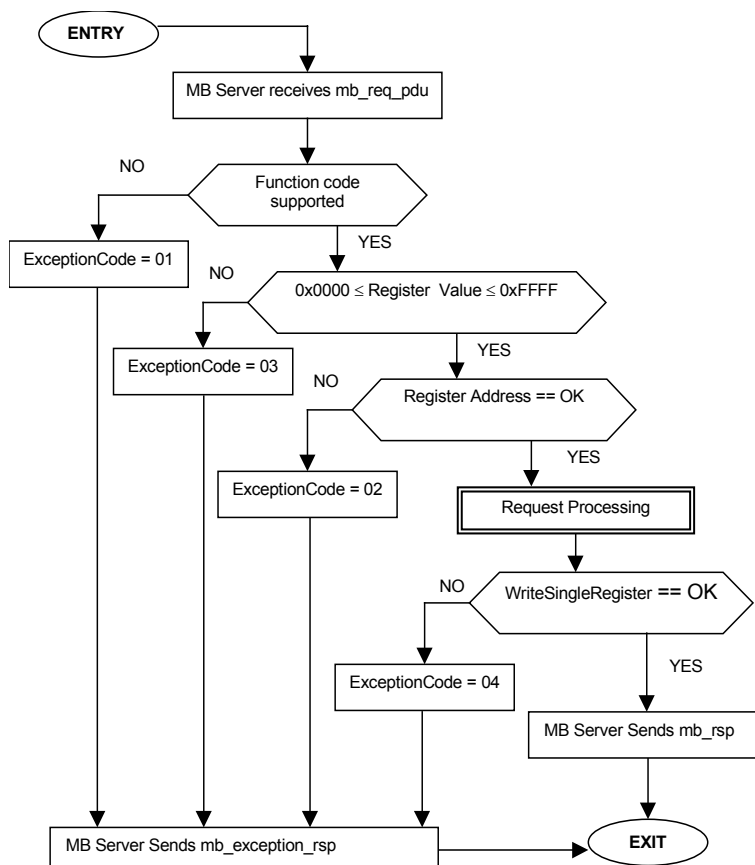 ENTRY
MB Server receives mb_req_pdu
NO
Function code
supported
YES
ExceptionCode = 01
NO
0x0000 ≤ Register Value ≤ 0xFFFF
YES
ExceptionCode = 03
NO
Register Address == OK
YES
ExceptionCode = 02
Request Processing
NO
WriteSingleRegister == OK
YES
ExceptionCode = 04
MB Server Sends mb_rsp
MB Server Sends mb_exception_rsp
EXIT